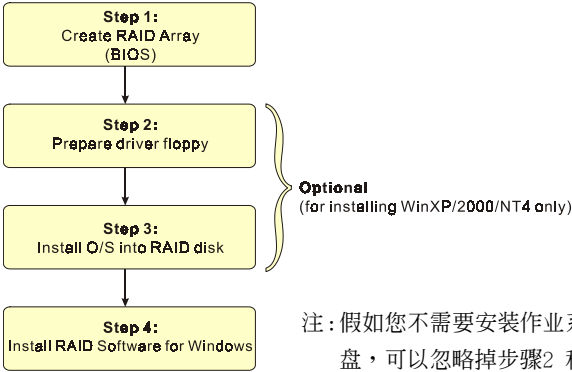 Step 1:
Create RAID Array
(BIOS)
Step 2:
Prepare driver floppy
Optional
(for installing WinXP/2000/NT4 only)
Step 3:
Install O/S into RAID disk
Step 4:
Install RAID Software for Windows
注：假如您不需要安装作业
盘，可以忽略掉步骤2